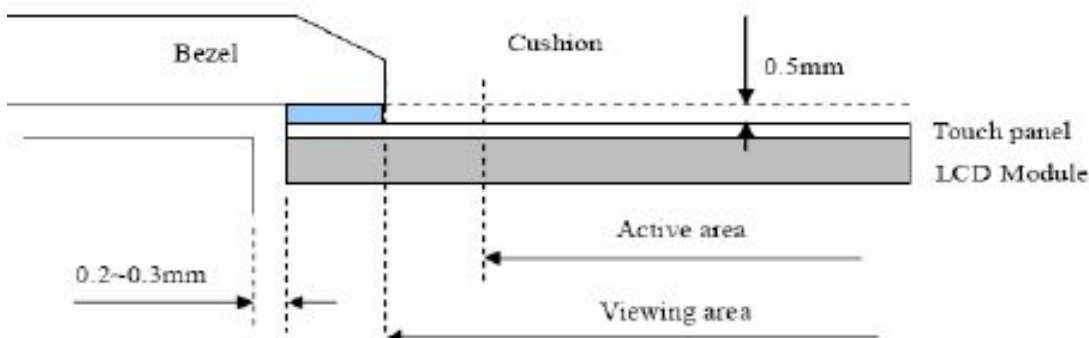 Bezel
Cushion
0.5mm
Touch panel
LCD Module
Active area
0.2~0.3mm
Viewing area